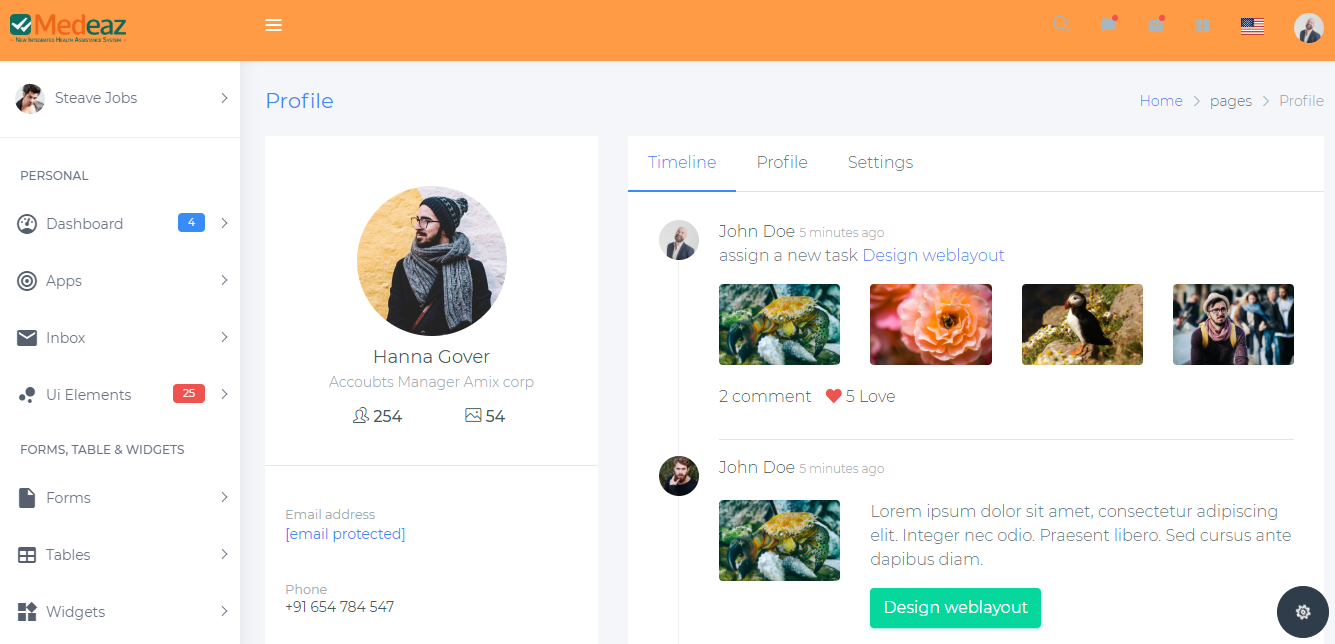 Medeaz
New Integrated Health Assistance System
Steave Jobs
PERSONAL
Dashboard 4
Apps
Inbox
Ui Elements 25
FORMS, TABLE & WIDGETS
Forms
Tables
Widgets
Profile
Home > pages > Profile
Hanna Gover
Accoubts Manager Amix corp
254 54
Email address
[email protected]
Phone
+91 654 784 547
Timeline Profile Settings
John Doe 5 minutes ago
assign a new task Design weblayout
2 comment 5 Love
John Doe 5 minutes ago
Lorem ipsum dolor sit amet, consectetur adipiscing
elit. Integer nec odio. Praesent libero. Sed cursus ante
dapibus diam.
Design weblayout